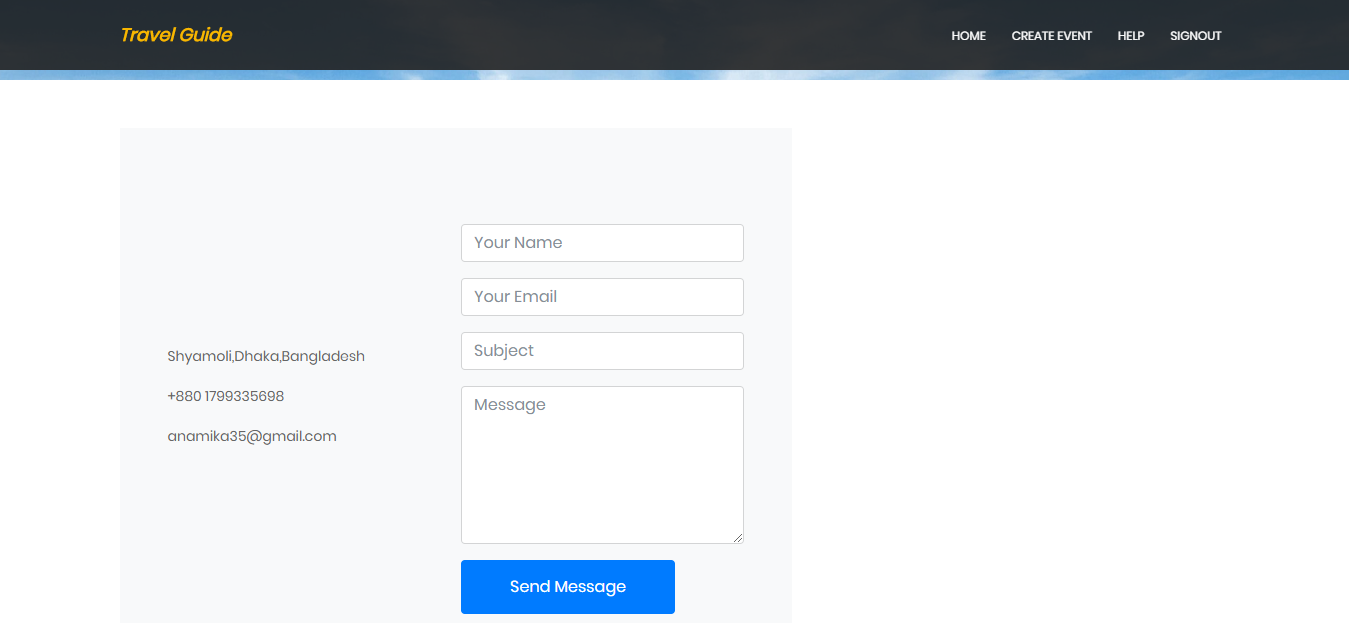 Travel Guide
HOME CREATE EVENT HELP SIGNOUT
Your Name
Your Email
Subject
Message
Shyamoli,Dhaka,Bangladesh
+880 1799335698
anamika35@gmail.com
Send Message